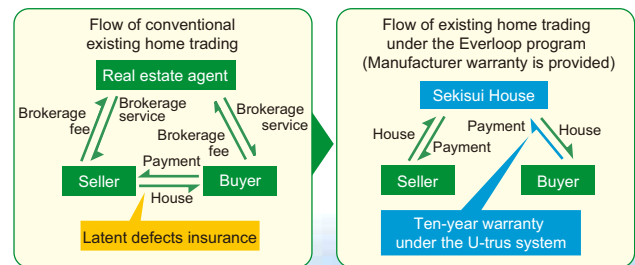 Flow of conventional
existing home trading
Real estate agent
Brokerage
fee
Brokerage
service
Brokerage
fee
Brokerage
service
Payment
Seller
Buyer
House
Latent defects insurance
Flow of existing home trading
under the Everloop program
(Manufacturer warranty is provided)
Sekisui House
House
Payment
Payment
House
Seller
Buyer
Ten-year warranty
under the U-trus system